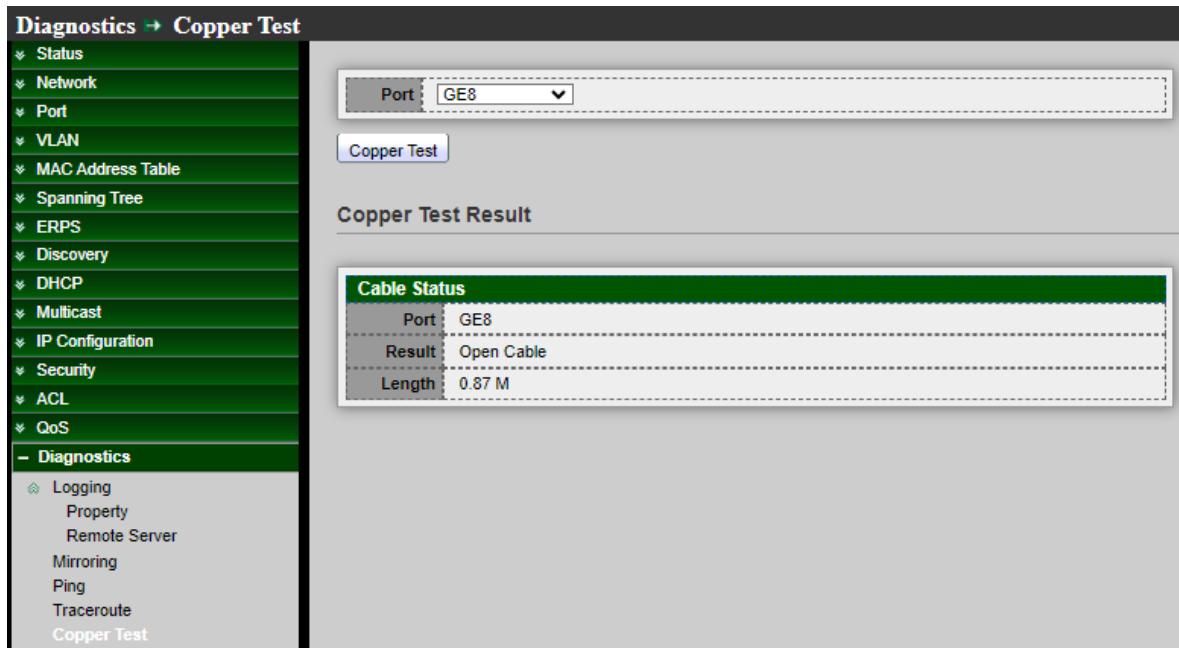 Diagnostics → Copper Test
Status
Network
Port
VLAN
MAC Address Table
Spanning Tree
ERPS
Discovery
DHCP
Multicast
IP Configuration
Security
ACL
QoS
Diagnostics
Logging
Property
Remote Server
Mirroring
Ping
Traceroute
Copper Test
Port GE8
Copper Test
Copper Test Result
Cable Status
Port GE8
Result Open Cable
Length 0.87 M